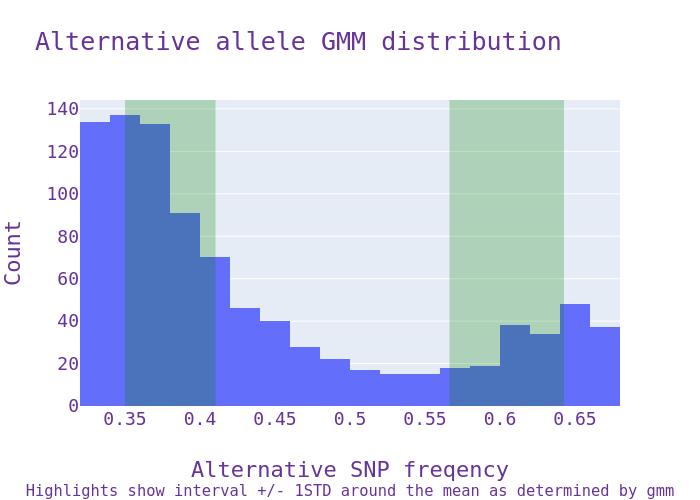 Alternative allele GMM distribution
140
120
100
80
60
40
20
0
Count
0.35 0.4 0.45 0.5 0.55 0.6 0.65
Alternative SNP freqency
Highlights show interval +/- 1STD around the mean as determined by gmm